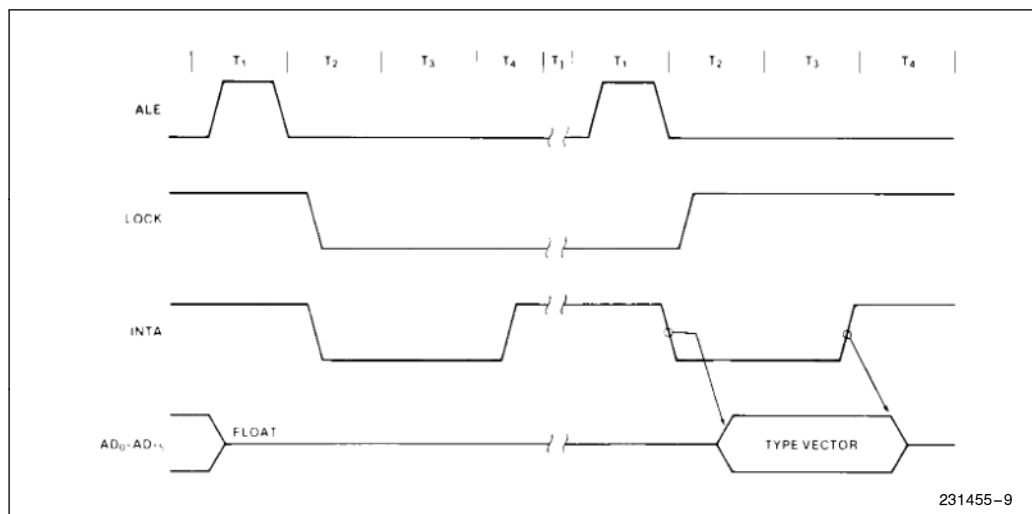 T₁ T₂ T₃ T₄ T₁ T₁ T₂ T₃ T₄
ALE
LOCK
INTA
FLOAT
TYPE VECTOR
231455-9